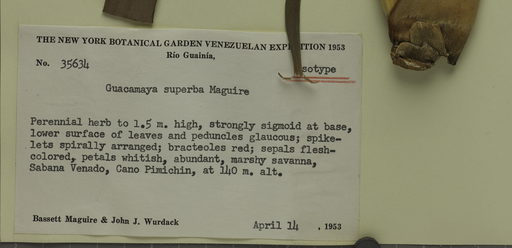 THE NEW YORK BOTANICAL GARDEN VENEZUELAN EXPEDITION 1953
Río Guainía,
No. 35634 Isotype
Guacamaya superba Maguire
Perennial herb to 1.5 m. high, strongly sigmoid at base,
lower surface of leaves and peduncles glaucous; spike-
lets spirally arranged; bracteoles red; sepals flesh-
colored, petals whitish, abundant, marshy savanna,
Sabana Venado, Cano Pimichin, at 140 m. alt.
Bassett Maguire & John J. Wurdack April 14 , 1953